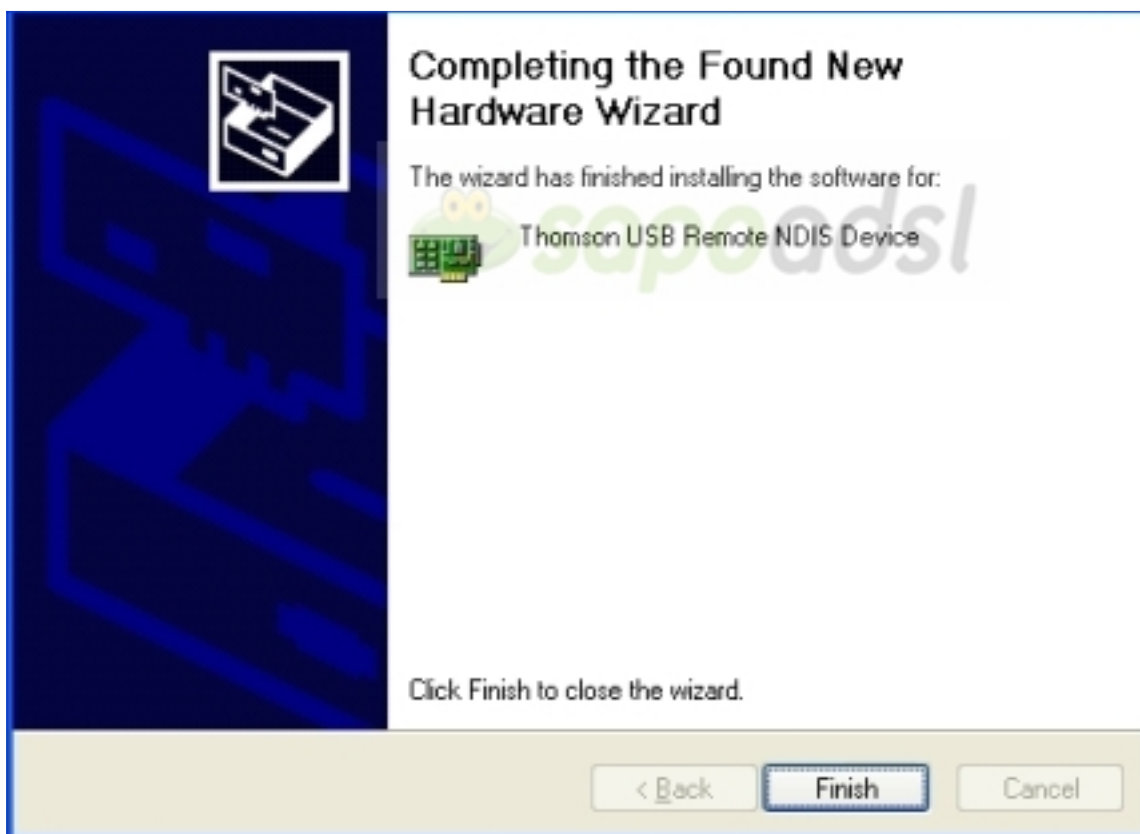 Completing the Found New
Hardware Wizard
The wizard has finished installing the software for:
sapoadsl
Thomson USB Remote NDIS Device
Click Finish to close the wizard.
< Back
Finish
Cancel